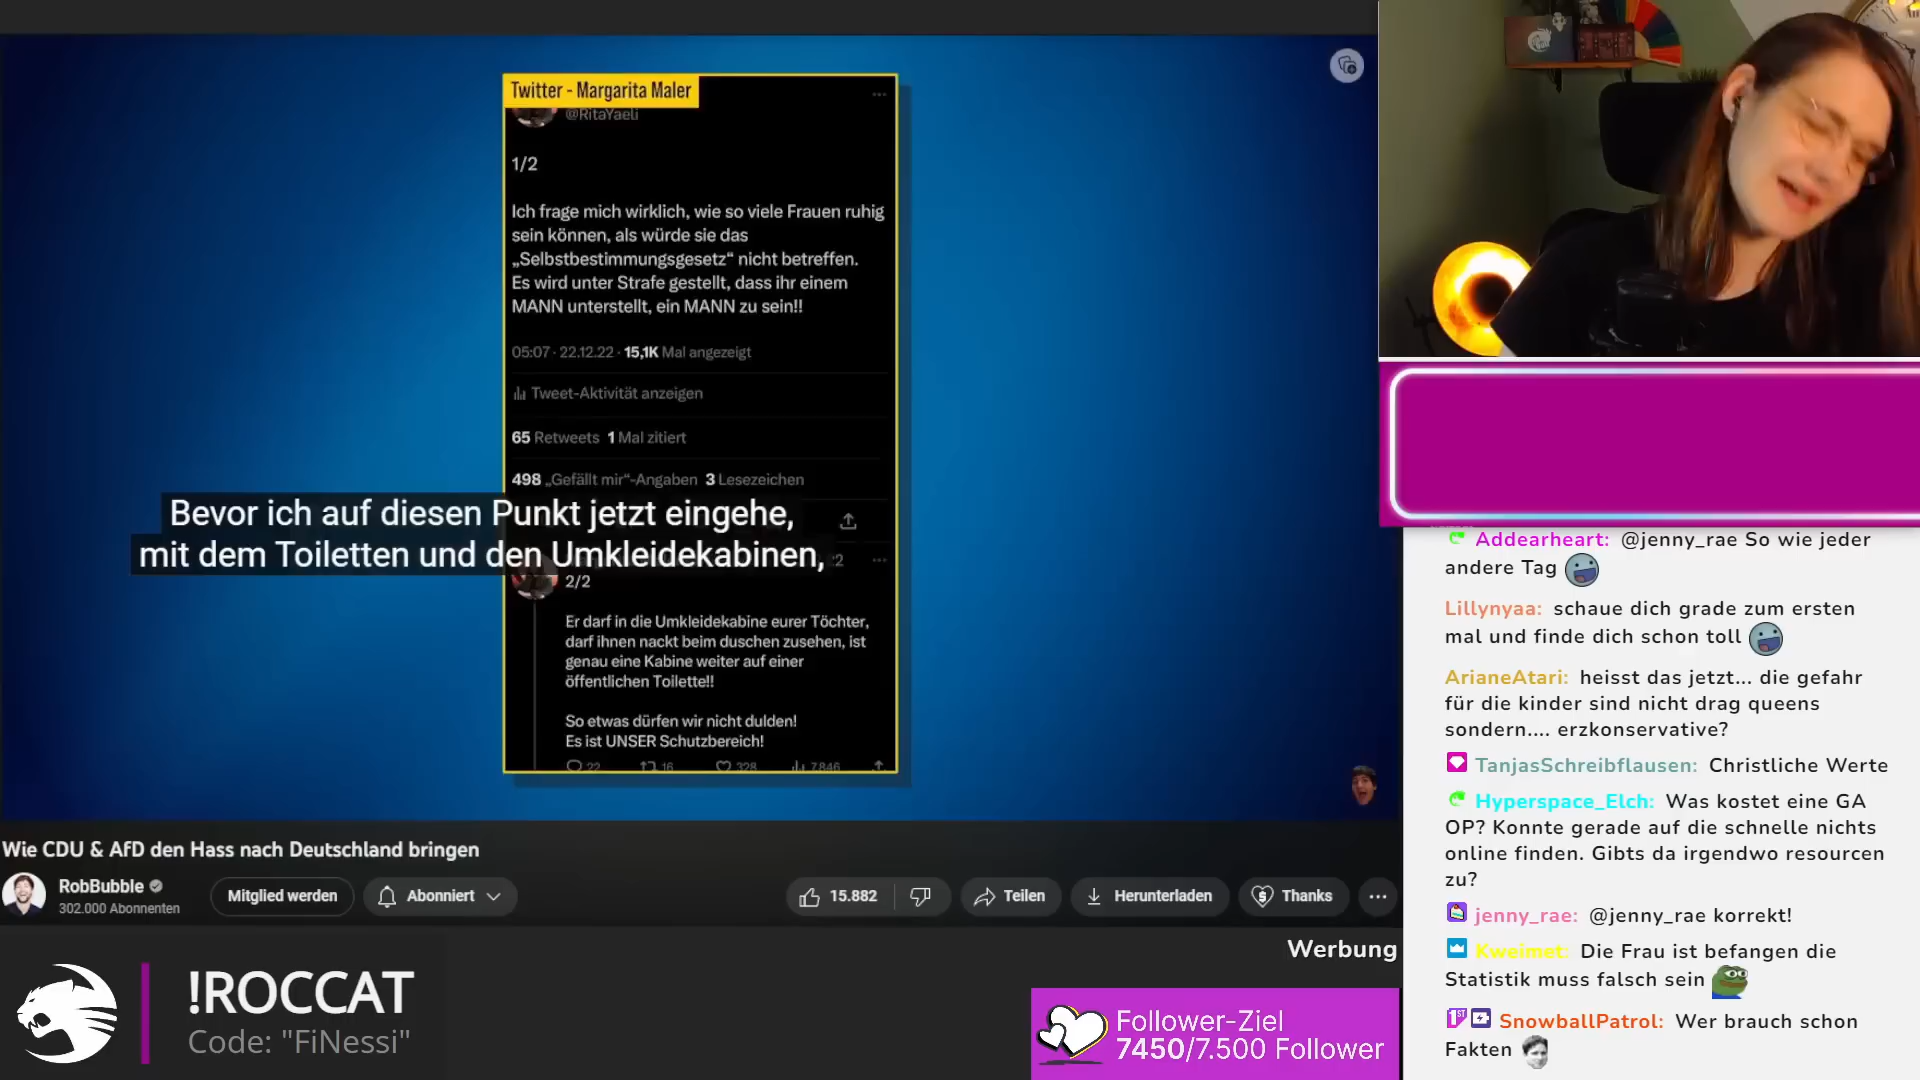 Twitter - Margarita Maler
@RitaYaeli
1/2
Ich frage mich wirklich, wie so viele Frauen ruhig
sein können, als würde sie das
„Selbstbestimmungsgesetz“ nicht betreffen.
Es wird unter Strafe gestellt, dass ihr einem
MANN unterstellt, ein MANN zu sein!!
05:07 · 22.12.22 · 15,1K Mal angezeigt
Tweet-Aktivität anzeigen
65 Retweets 1 Mal zitiert
498 „Gefällt mir“-Angaben 3 Lesezeichen
Bevor ich auf diesen Punkt jetzt eingehe,
mit dem Toiletten und den Umkleidekabinen,
2/2
Er darf in die Umkleidekabine eurer Töchter,
darf ihnen nackt beim duschen zusehen, ist
genau eine Kabine weiter auf einer
öffentlichen Toilette!!
So etwas dürfen wir nicht dulden!
Es ist UNSER Schutzbereich!
22 16 328 7.846
Wie CDU & AfD den Hass nach Deutschland bringen
RobBubble
302.000 Abonnenten
Mitglied werden
Abonniert
15.882
Teilen
Herunterladen
Thanks
Werbung
!ROCCAT
Code: "FiNessi"
Follower-Ziel
7450/7.500 Follower
Addearheart: @jenny_rae So wie jeder
andere Tag
Lillynyaa: schaue dich grade zum ersten
mal und finde dich schon toll
ArianeAtari: heisst das jetzt... die gefahr
für die kinder sind nicht drag queens
sondern.... erzkonservative?
TanjasSchreibflausen: Christliche Werte
Hyperspace_Elch: Was kostet eine GA
OP? Konnte gerade auf die schnelle nichts
online finden. Gibts da irgendwo resourcen
zu?
jenny_rae: @jenny_rae korrekt!
Kweimet: Die Frau ist befangen die
Statistik muss falsch sein
1ST SnowballPatrol: Wer brauch schon
Fakten